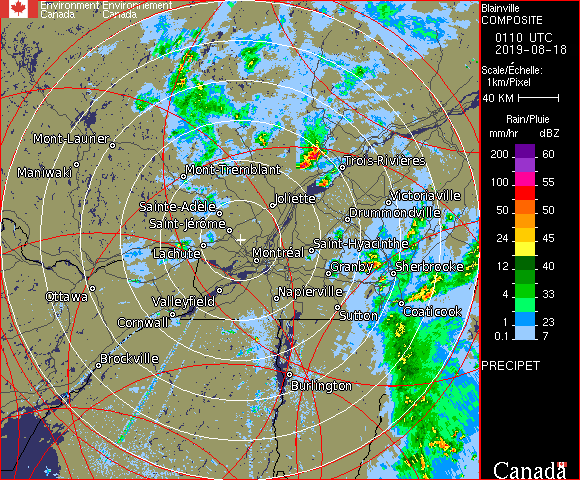 Environment Environnement
Canada Canada
Blainville
COMPOSITE
0110 UTC
2019-08-18
Scale/Échelle:
1km/Pixel
40 KM
Rain/Pluie
mm/hr dBZ
200 60
100 55
50 50
24 45
12 40
4 33
1 23
0.1 7
PRECIPET
Canada
Mont-Laurier
Maniwaki
Mont-Tremblant
Trois-Rivières
Sainte-Adèle
Joliette
Victoriaville
Drummondville
Saint-Jérôme
Lachute
Montréal
Saint-Hyacinthe
Granby
Sherbrooke
Ottawa
Valleyfield
Napierville
Cornwall
Sutton
Coaticook
Brockville
Burlington